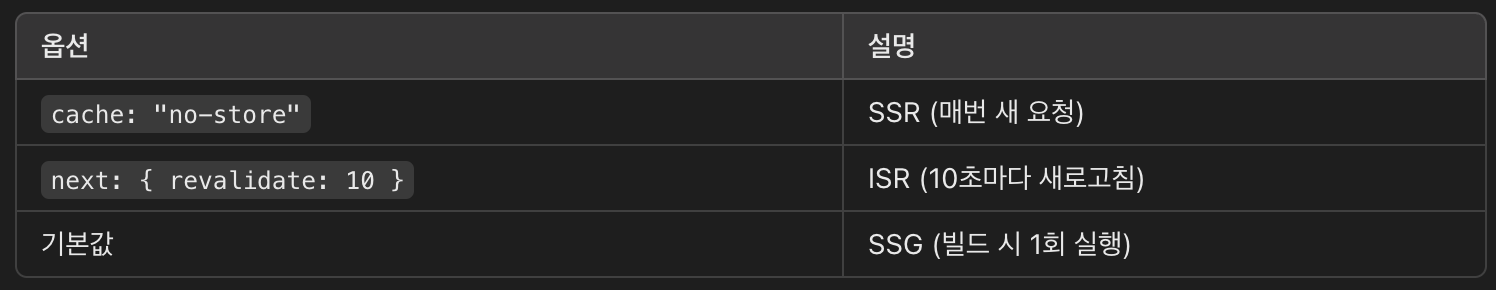 옵션 설명
cache: "no-store" SSR (매번 새 요청)
next: { revalidate: 10 } ISR (10초마다 새로고침)
기본값 SSG (빌드 시 1회 실행)